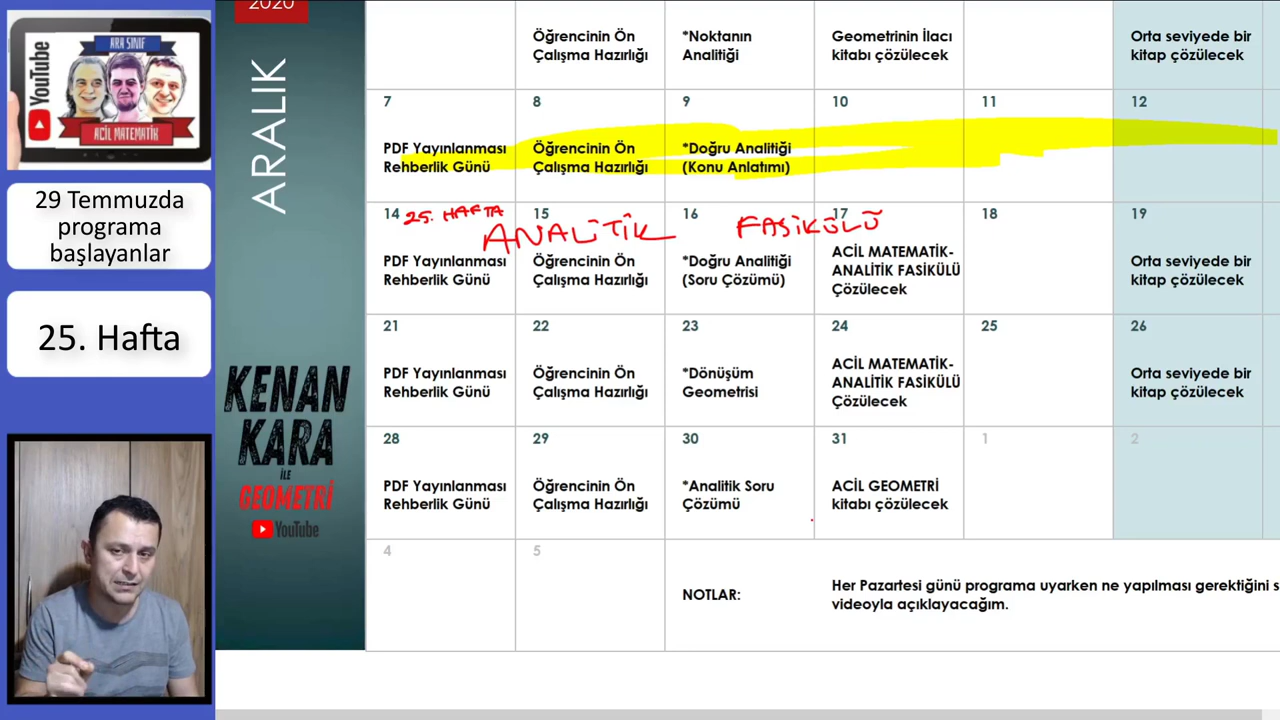 YouTube
ARA SINIF
ACİL MATEMATİK
29 Temmuzda
programa
başlayanlar
25. Hafta
2020
ARALIK
KENAN
KARA
İLE
GEOMETRİ
YouTube
Öğrencinin Ön
Çalışma Hazırlığı
*Noktanın
Analitiği
Geometrinin İlacı
kitabı çözülecek
Orta seviyede bir
kitap çözülecek
7
PDF Yayınlanması
Rehberlik Günü
8
Öğrencinin Ön
Çalışma Hazırlığı
9
*Doğru Analitiği
(Konu Anlatımı)
10
11
12
14
25. HAFTA
PDF Yayınlanması
Rehberlik Günü
15
ANALİTİK FASİKÜLÜ
Öğrencinin Ön
Çalışma Hazırlığı
16
*Doğru Analitiği
(Soru Çözümü)
17
ACİL MATEMATİK-
ANALİTİK FASİKÜLÜ
Çözülecek
18
19
Orta seviyede bir
kitap çözülecek
21
PDF Yayınlanması
Rehberlik Günü
22
Öğrencinin Ön
Çalışma Hazırlığı
23
*Dönüşüm
Geometrisi
24
ACİL MATEMATİK-
ANALİTİK FASİKÜLÜ
Çözülecek
25
26
Orta seviyede bir
kitap çözülecek
28
PDF Yayınlanması
Rehberlik Günü
29
Öğrencinin Ön
Çalışma Hazırlığı
30
*Analitik Soru
Çözümü
31
ACİL GEOMETRİ
kitabı çözülecek
1
2
4
5
NOTLAR:
Her Pazartesi günü programa uyarken ne yapılması gerektiğini s
videoyla açıklayacağım.